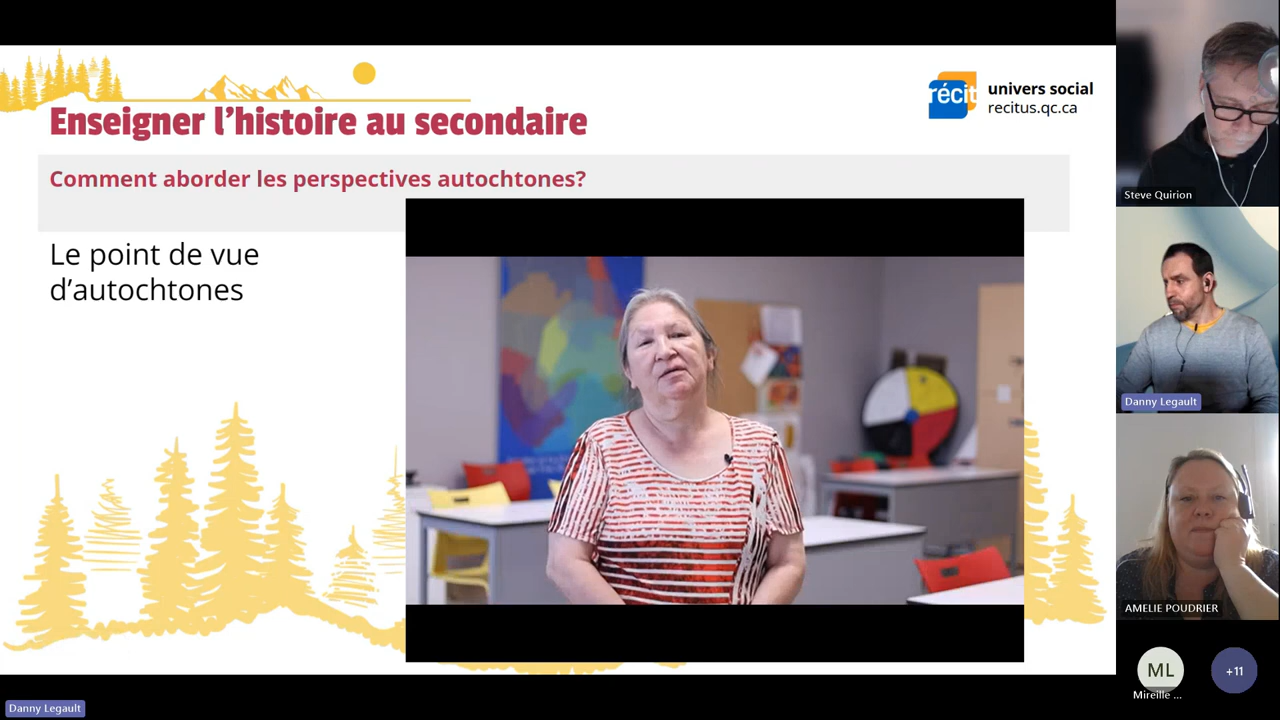 Enseigner l'histoire au secondaire
récit
univers social
recitus.qc.ca
Comment aborder les perspectives autochtones?
Le point de vue
d'autochtones
Steve Quirion
Danny Legault
AMELIE POUDRIER
ML
Mireille ...
+11
Danny Legault